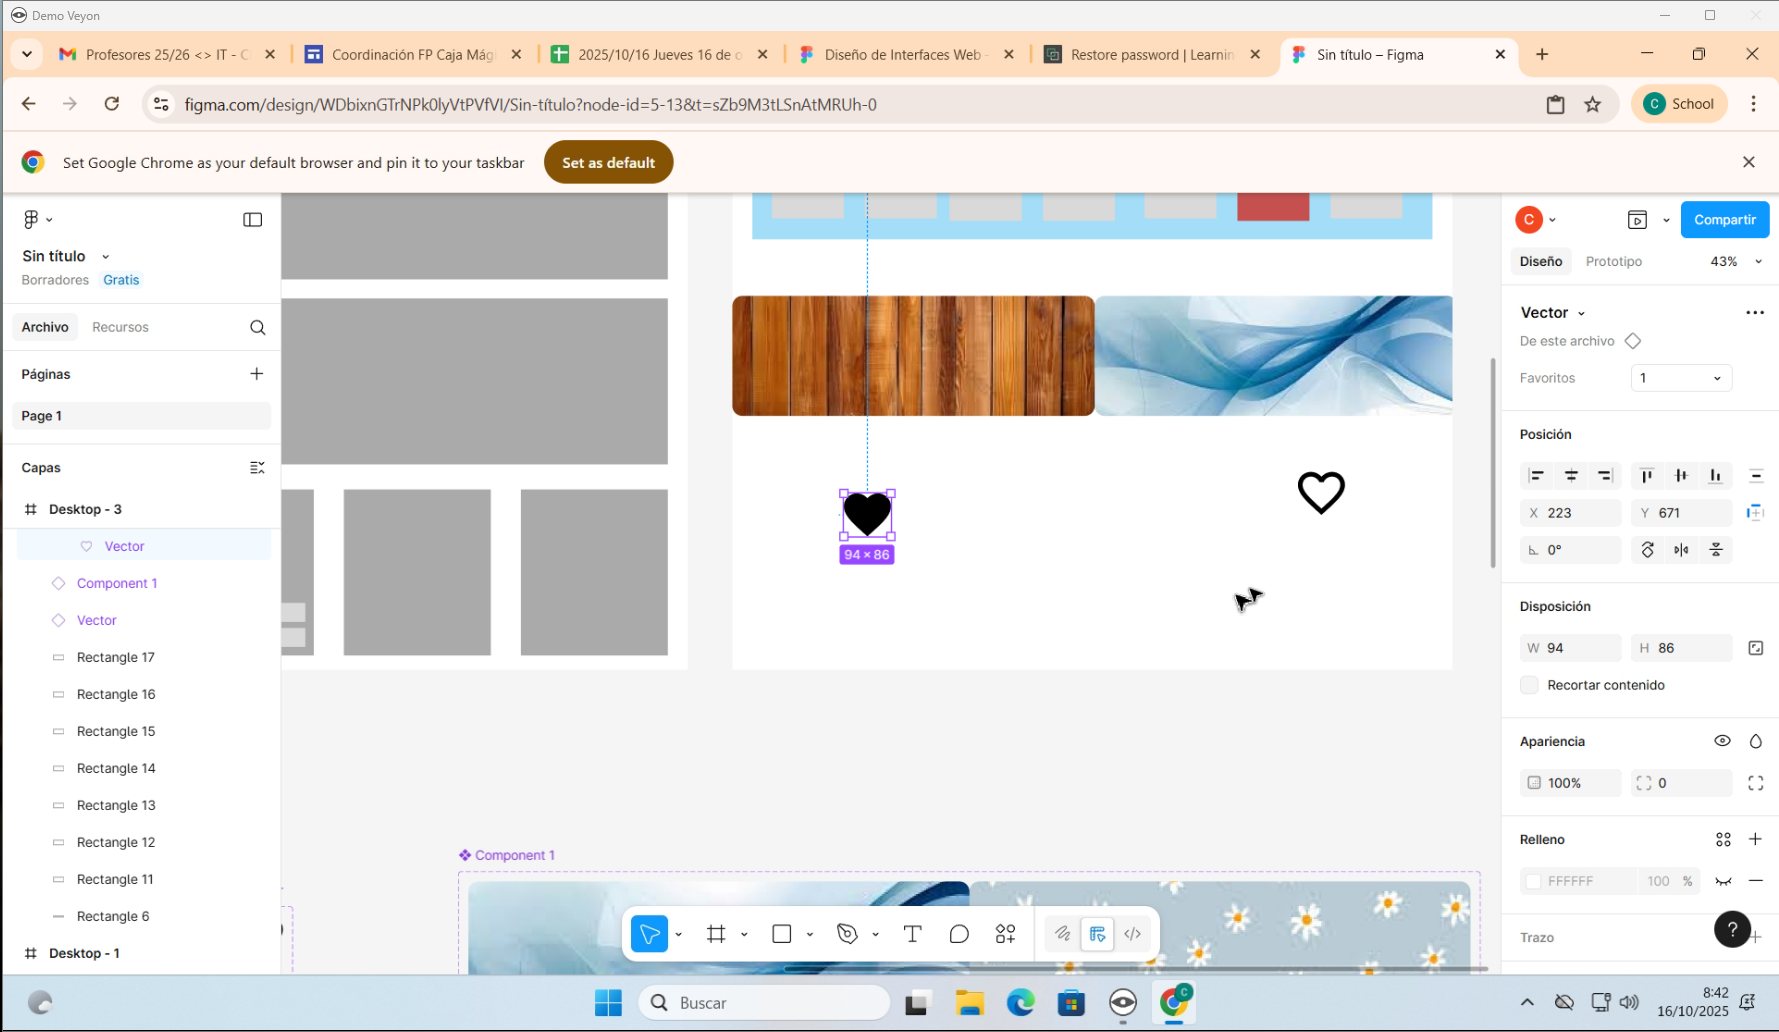 Demo Veyon
Profesores 25/26 <> IT - C
Coordinación FP Caja Mági
2025/10/16 Jueves 16 de o
Diseño de Interfaces Web -
Restore password | Learnin
Sin título – Figma
figma.com/design/WDbixnGTrNPk0lyVtPVfVI/Sin-título?node-id=5-13&t=sZb9M3tLSnAtMRUh-0
C School
Set Google Chrome as your default browser and pin it to your taskbar
Set as default
Sin título
Borradores Gratis
Archivo Recursos
Páginas
Page 1
Capas
Desktop - 3
Vector
Component 1
Vector
Rectangle 17
Rectangle 16
Rectangle 15
Rectangle 14
Rectangle 13
Rectangle 12
Rectangle 11
Rectangle 6
Desktop - 1
94 × 86
Component 1
C
Compartir
Diseño Prototipo 43%
Vector
De este archivo
Favoritos 1
Posición
X 223 Y 671
0°
Disposición
W 94 H 86
Recortar contenido
Apariencia
100% 0
Relleno
FFFFFF 100 %
Trazo
?
Buscar
C
8:42
16/10/2025